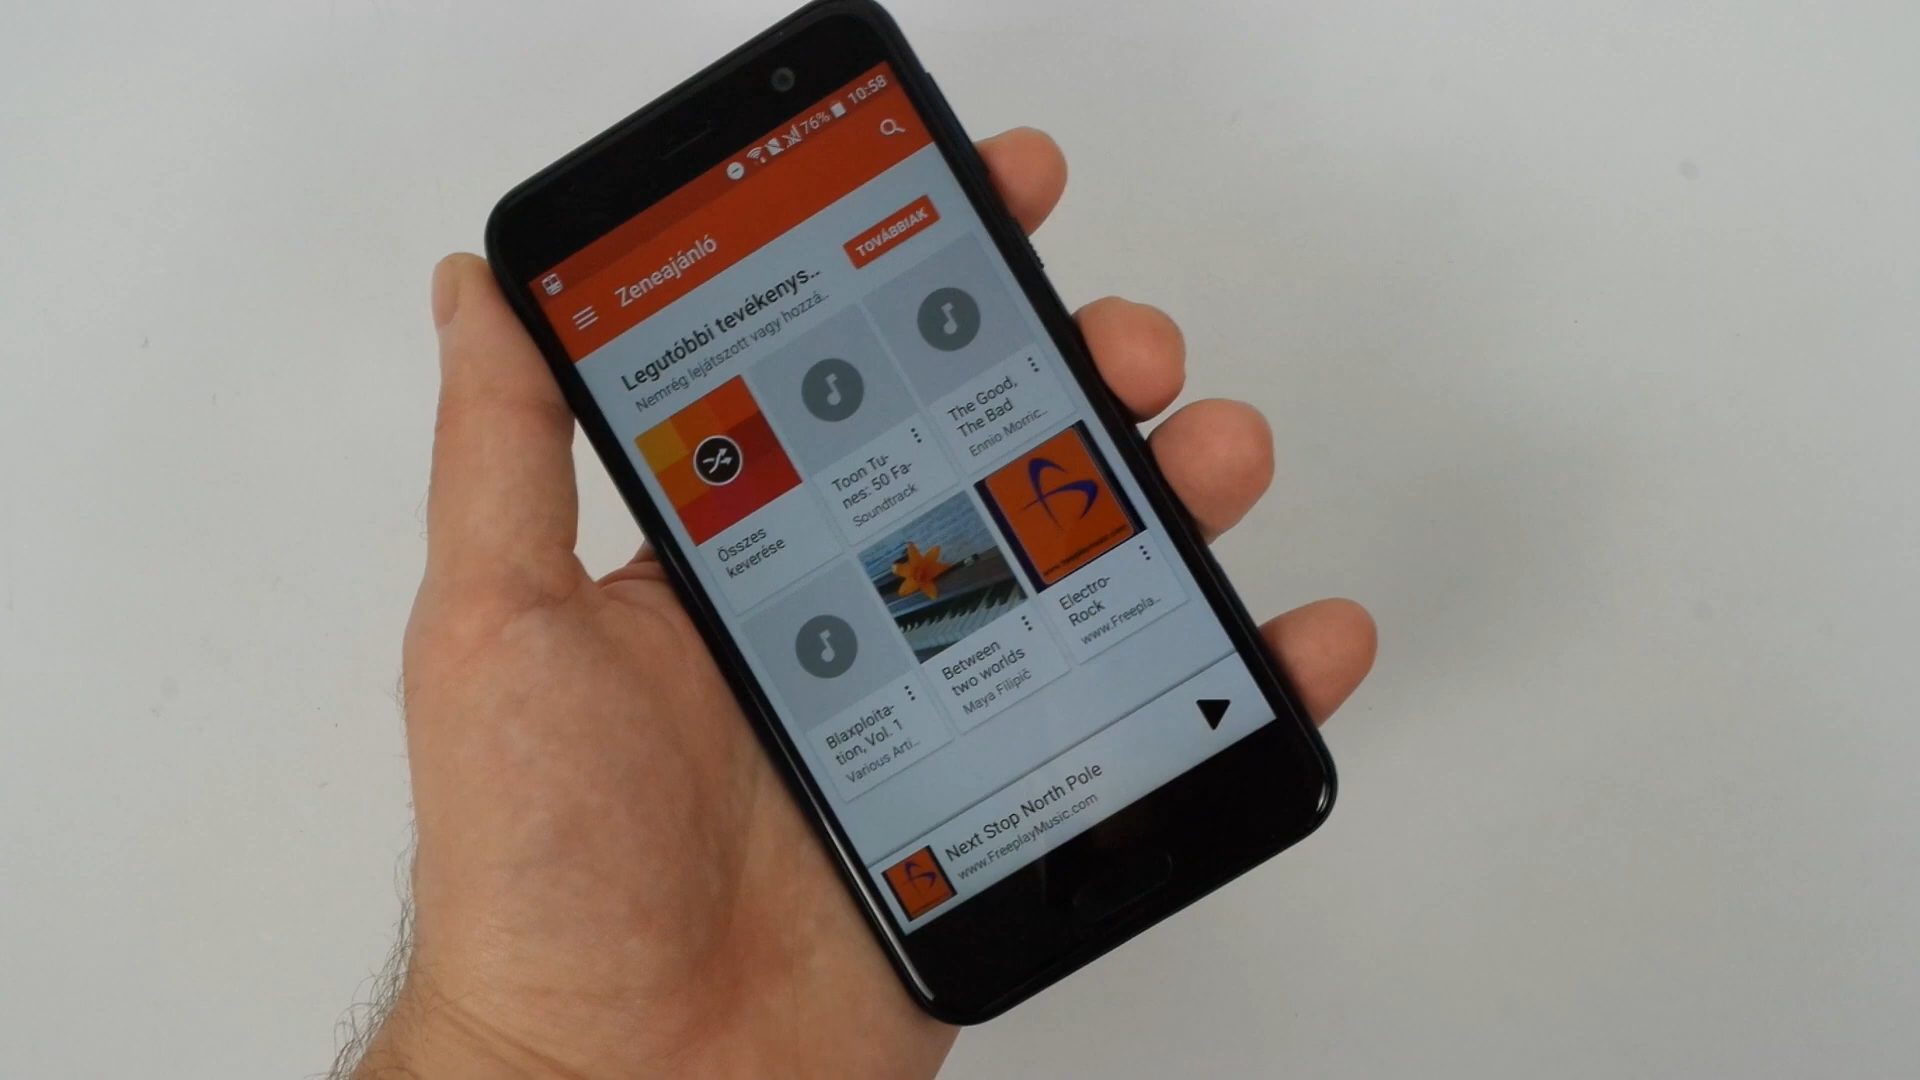 76% 10:58
Zeneajánló
Legutóbbi tevékenys...
TOVÁBBIAK
Nemrég lejátszott vagy hozzá...
Összes
keverése
Toon Tu-
nes: 50 Fa-
Soundtrack
The Good,
The Bad
Ennio Morric...
Blaxploita-
tion, Vol. 1
Various Arti...
Between
two worlds
Maya Filipič
Electro-
Rock
www.Freepla...
Next Stop North Pole
www.FreeplayMusic.com